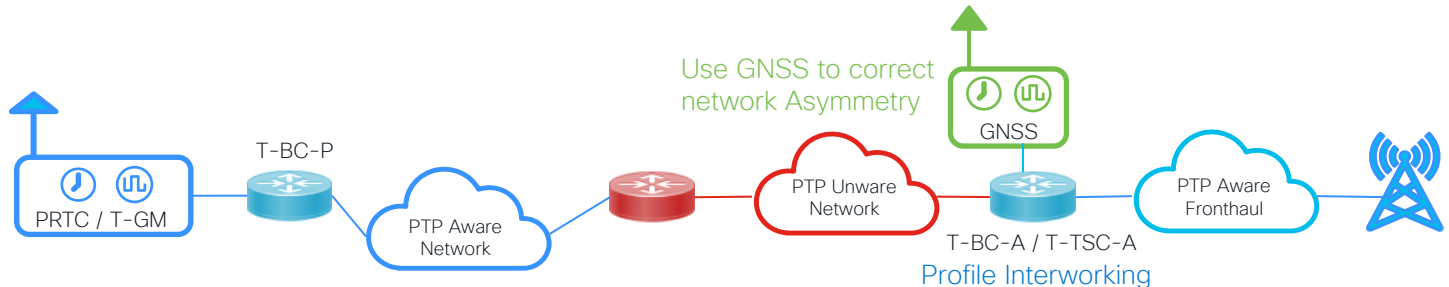 Use GNSS to correct
network Asymmetry
GNSS
T-BC-P
PRTC / T-GM
PTP Aware
Network
PTP Unware
Network
PTP Aware
Fronthaul
T-BC-A / T-TSC-A
Profile Interworking